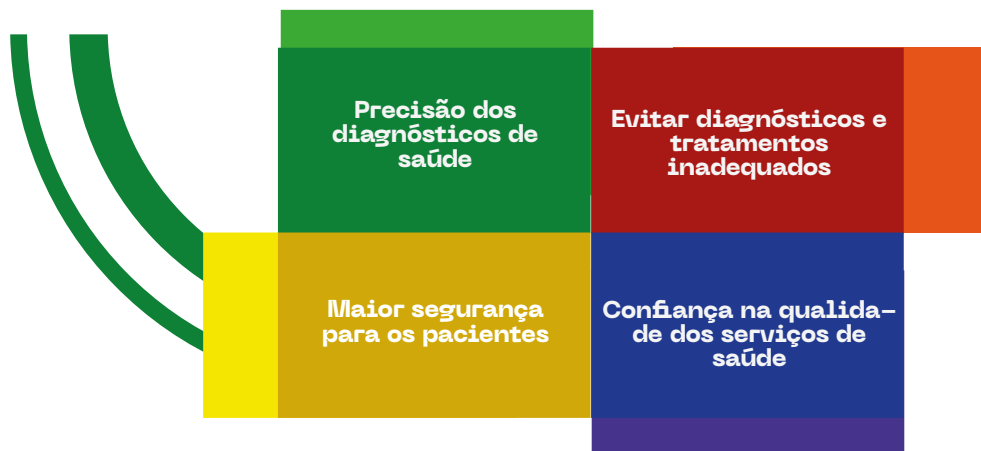 Precisão dos
diagnósticos de
saúde
Evitar diagnósticos e
tratamentos
inadequados
Maior segurança
para os pacientes
Confiança na qualida-
de dos serviços de
saúde